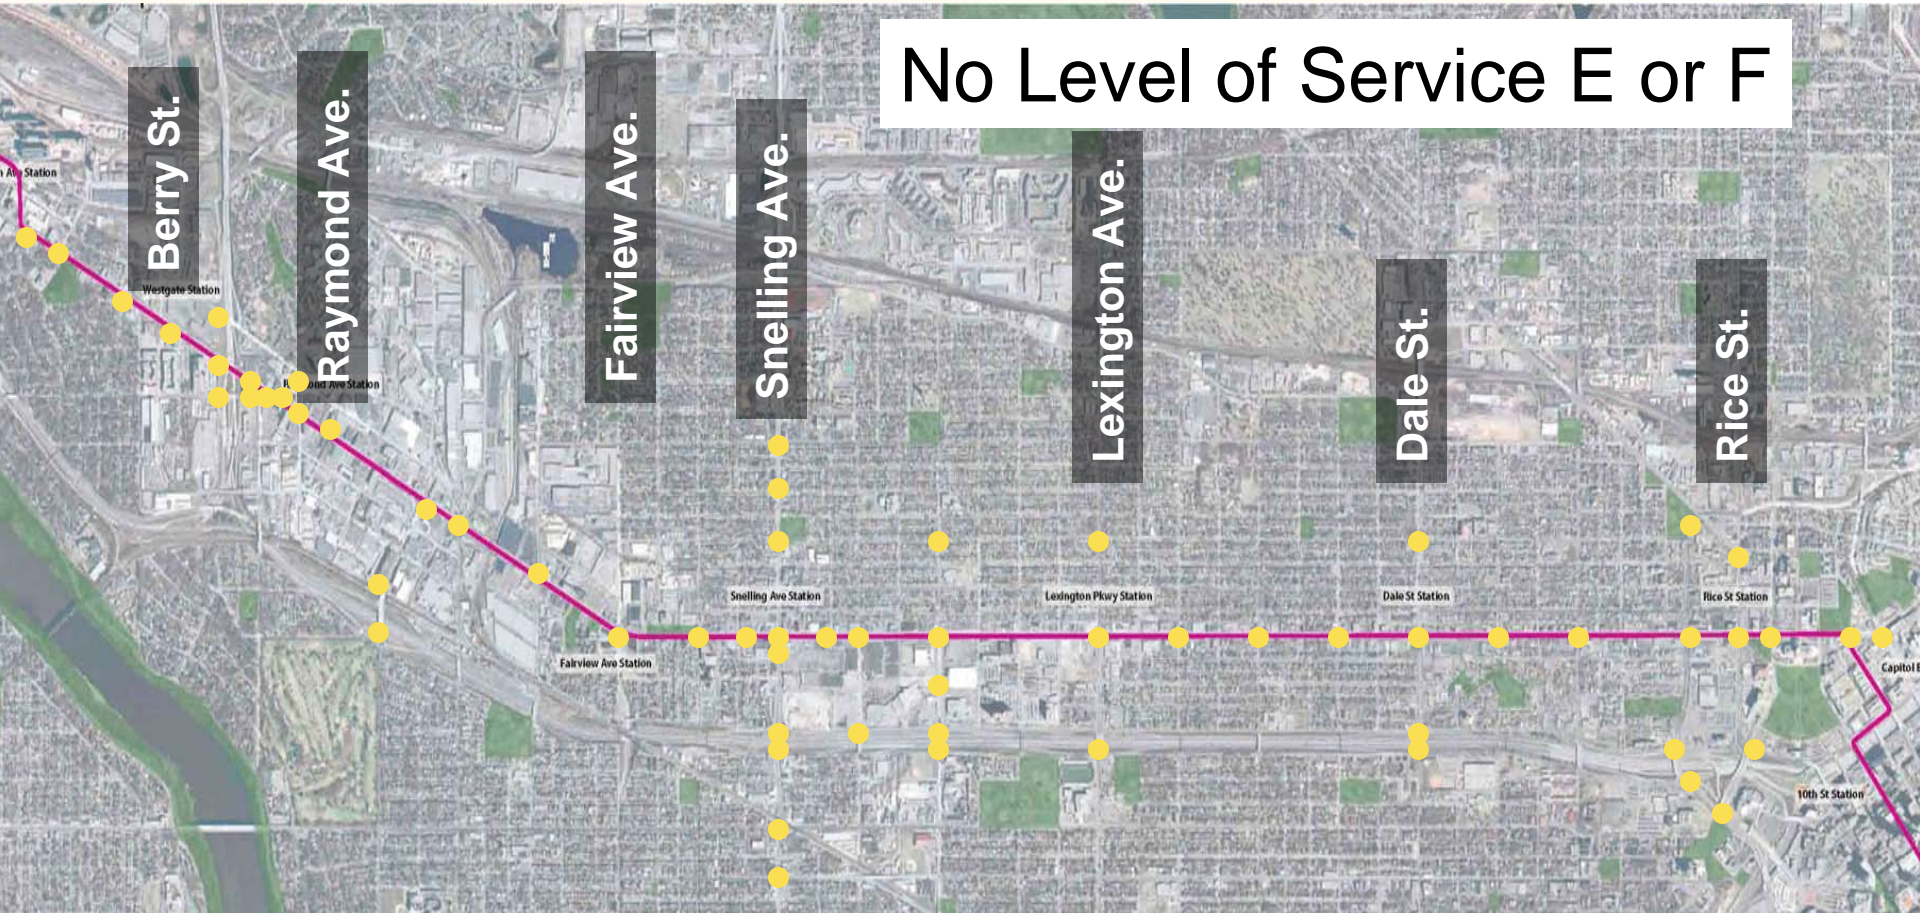 No Level of Service E or F
Berry St.
Raymond Ave.
Fairview Ave.
Snelling Ave.
Lexington Ave.
Dale St.
Rice St.
Station
Westgate Station
Ave Station
Snelling Ave Station
Lexington Pkwy Station
Dale St Station
Rice St Station
Fairview Ave Station
Capitol
10th St Station